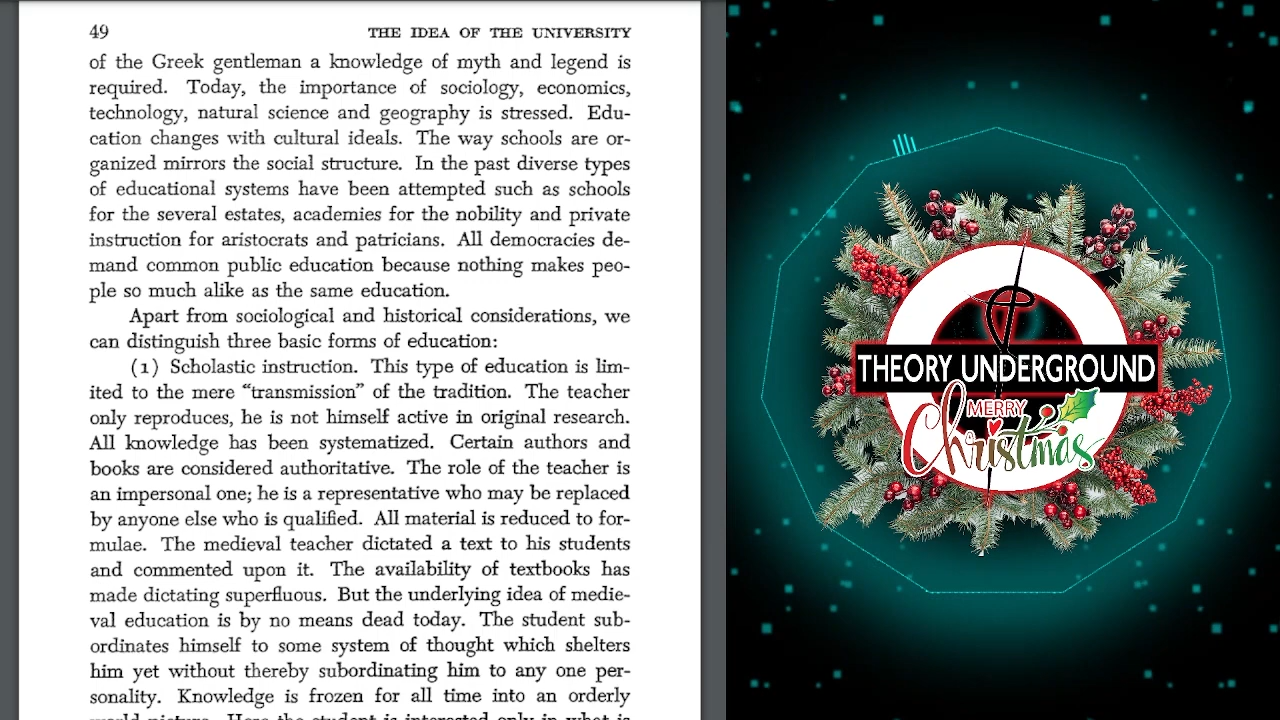 49 THE IDEA OF THE UNIVERSITY
of the Greek gentleman a knowledge of myth and legend is
required. Today, the importance of sociology, economics,
technology, natural science and geography is stressed. Edu-
cation changes with cultural ideals. The way schools are or-
ganized mirrors the social structure. In the past diverse types
of educational systems have been attempted such as schools
for the several estates, academies for the nobility and private
instruction for aristocrats and patricians. All democracies de-
mand common public education because nothing makes peo-
ple so much alike as the same education.
Apart from sociological and historical considerations, we
can distinguish three basic forms of education:
(1) Scholastic instruction. This type of education is lim-
ited to the mere “transmission” of the tradition. The teacher
only reproduces, he is not himself active in original research.
All knowledge has been systematized. Certain authors and
books are considered authoritative. The role of the teacher is
an impersonal one; he is a representative who may be replaced
by anyone else who is qualified. All material is reduced to for-
mulae. The medieval teacher dictated a text to his students
and commented upon it. The availability of textbooks has
made dictating superfluous. But the underlying idea of medie-
val education is by no means dead today. The student sub-
ordinates himself to some system of thought which shelters
him yet without thereby subordinating him to any one per-
sonality. Knowledge is frozen for all time into an orderly
world picture. Here the student is interested only in what is
THEORY UNDERGROUND
MERRY
Christmas